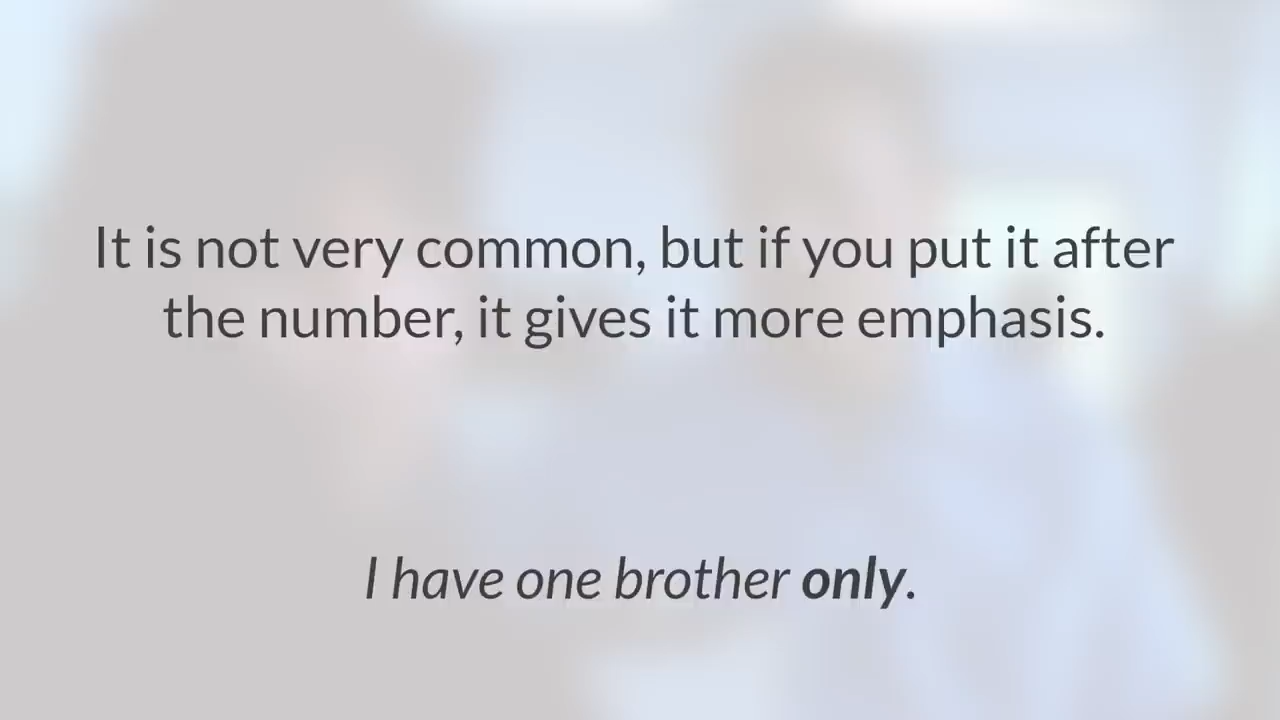 It is not very common, but if you put it after
the number, it gives it more emphasis.
I have one brother only.